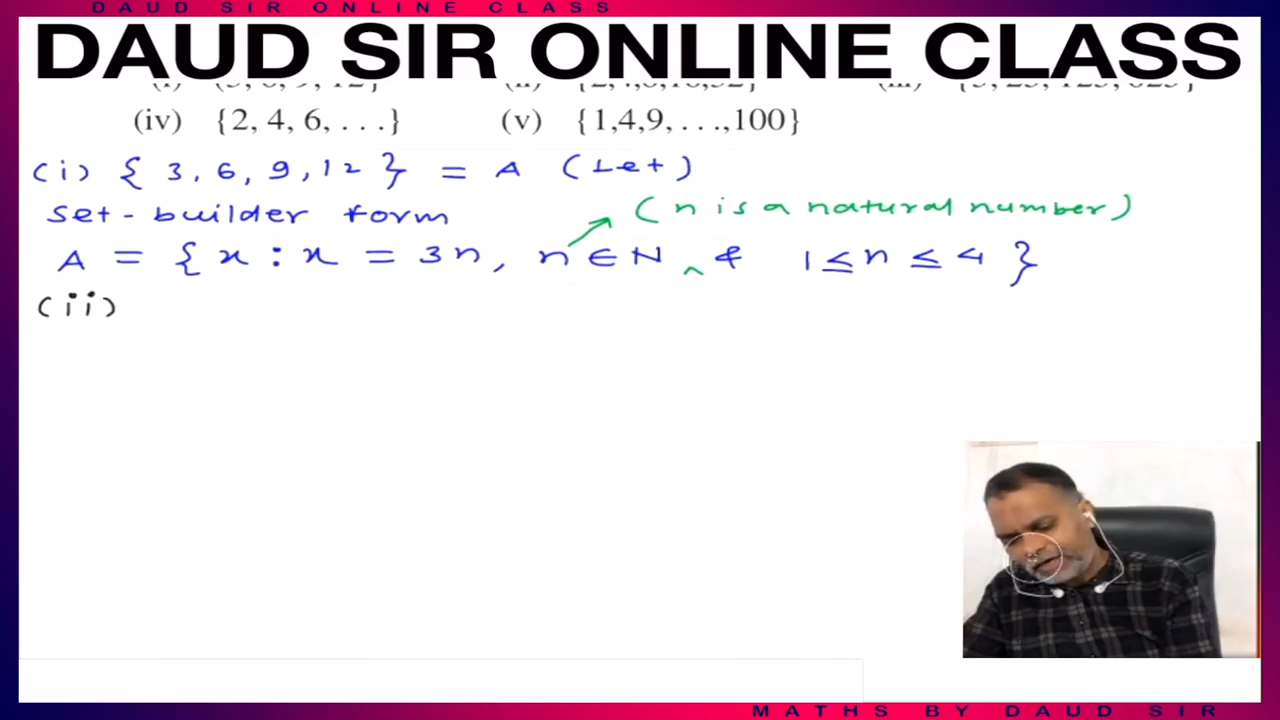 DAUD SIR ONLINE CLASS
DAUD SIR ONLINE CLASS
(iv) {2, 4, 6, . . .} (v) {1,4,9, . . .,100}
(i) { 3, 6, 9, 12 } = A (Let)
set-builder form
(n is a natural number)
A = { x : x = 3n, n ∈ N ^ & 1 ≤ n ≤ 4 }
(ii)
MATHS BY DAUD SIR